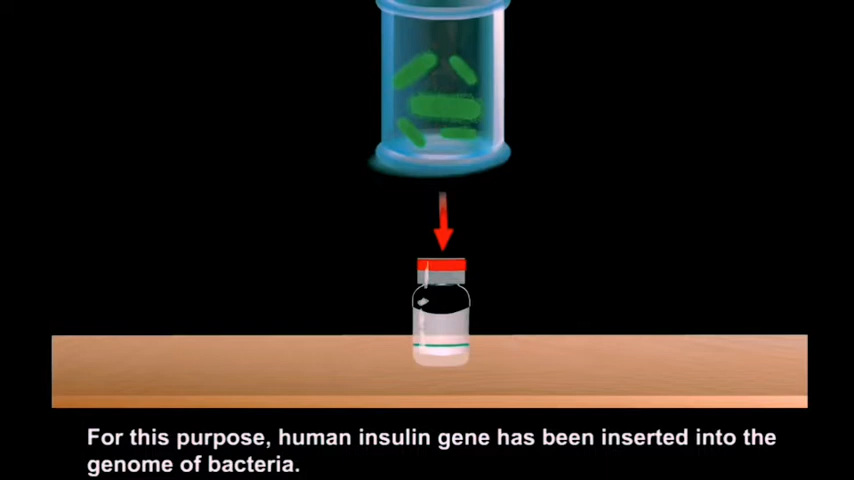 For this purpose, human insulin gene has been inserted into the
genome of bacteria.